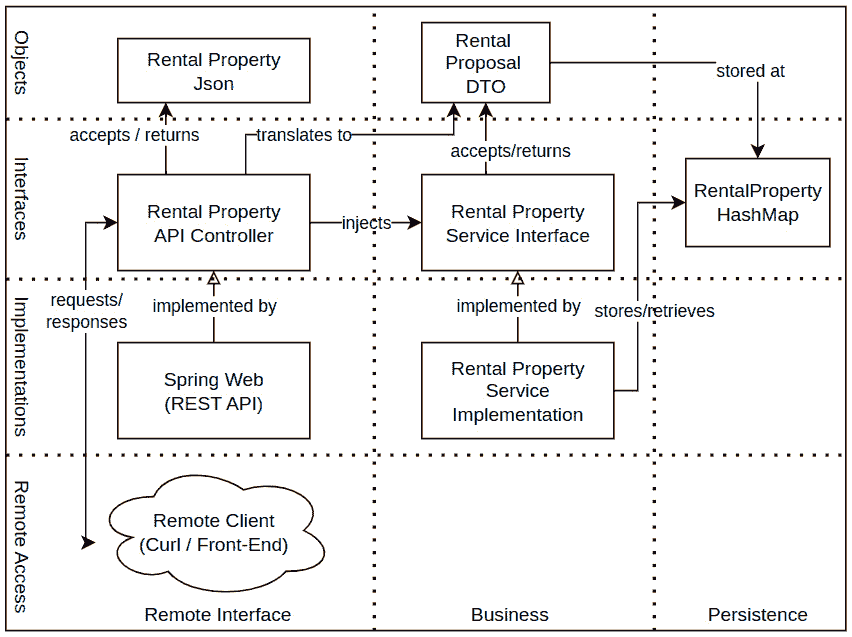 Objects
Rental Property
Json
Rental
Proposal
DTO
stored at
accepts / returns
translates to
accepts/returns
Interfaces
Rental Property
API Controller
injects
Rental Property
Service Interface
RentalProperty
HashMap
requests/
responses
implemented by
implemented by
stores/retrieves
Implementations
Spring Web
(REST API)
Rental Property
Service
Implementation
Remote Access
Remote Client
(Curl / Front-End)
Remote Interface
Business
Persistence